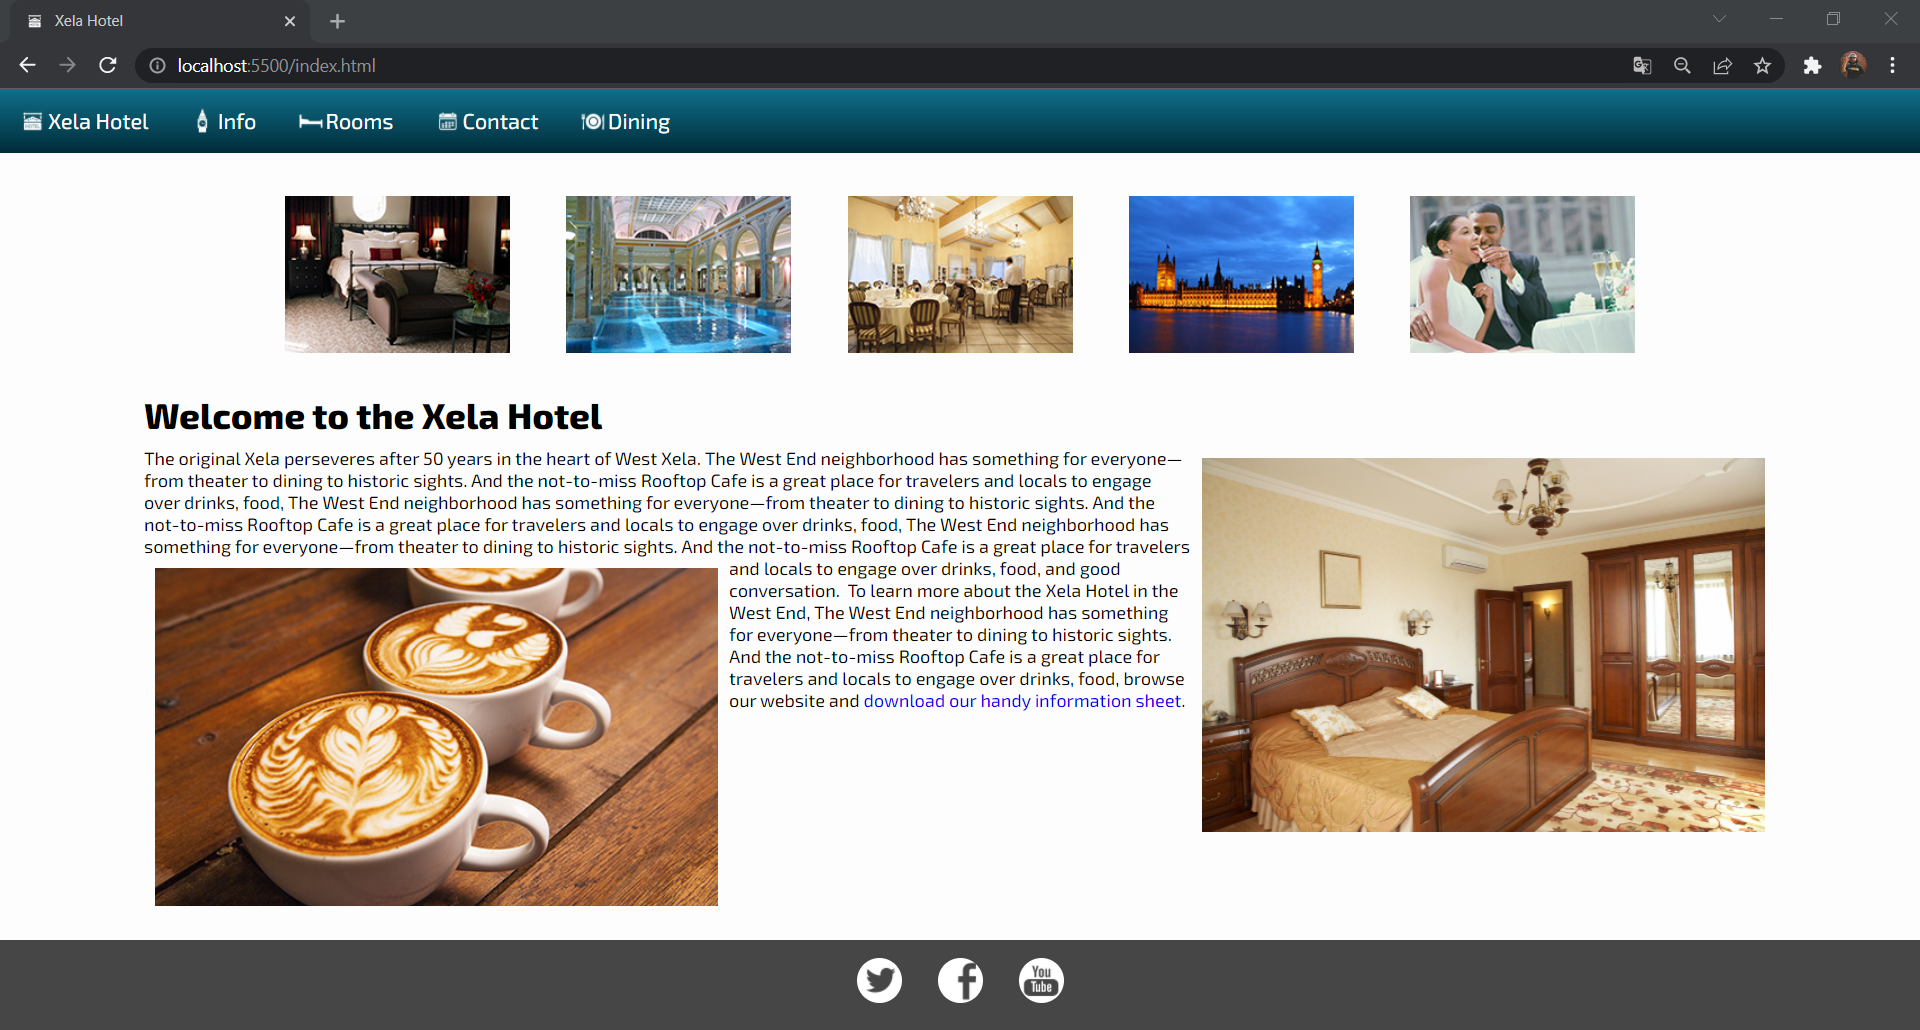 Xela Hotel
localhost:5500/index.html
Xela Hotel Info Rooms Contact Dining
Welcome to the Xela Hotel
The original Xela perseveres after 50 years in the heart of West Xela. The West End neighborhood has something for everyone—
from theater to dining to historic sights. And the not-to-miss Rooftop Cafe is a great place for travelers and locals to engage
over drinks, food, The West End neighborhood has something for everyone—from theater to dining to historic sights. And the
not-to-miss Rooftop Cafe is a great place for travelers and locals to engage over drinks, food, The West End neighborhood has
something for everyone—from theater to dining to historic sights. And the not-to-miss Rooftop Cafe is a great place for travelers
and locals to engage over drinks, food, and good
conversation. To learn more about the Xela Hotel in the
West End, The West End neighborhood has something
for everyone—from theater to dining to historic sights.
And the not-to-miss Rooftop Cafe is a great place for
travelers and locals to engage over drinks, food, browse
our website and download our handy information sheet.
You
Tube